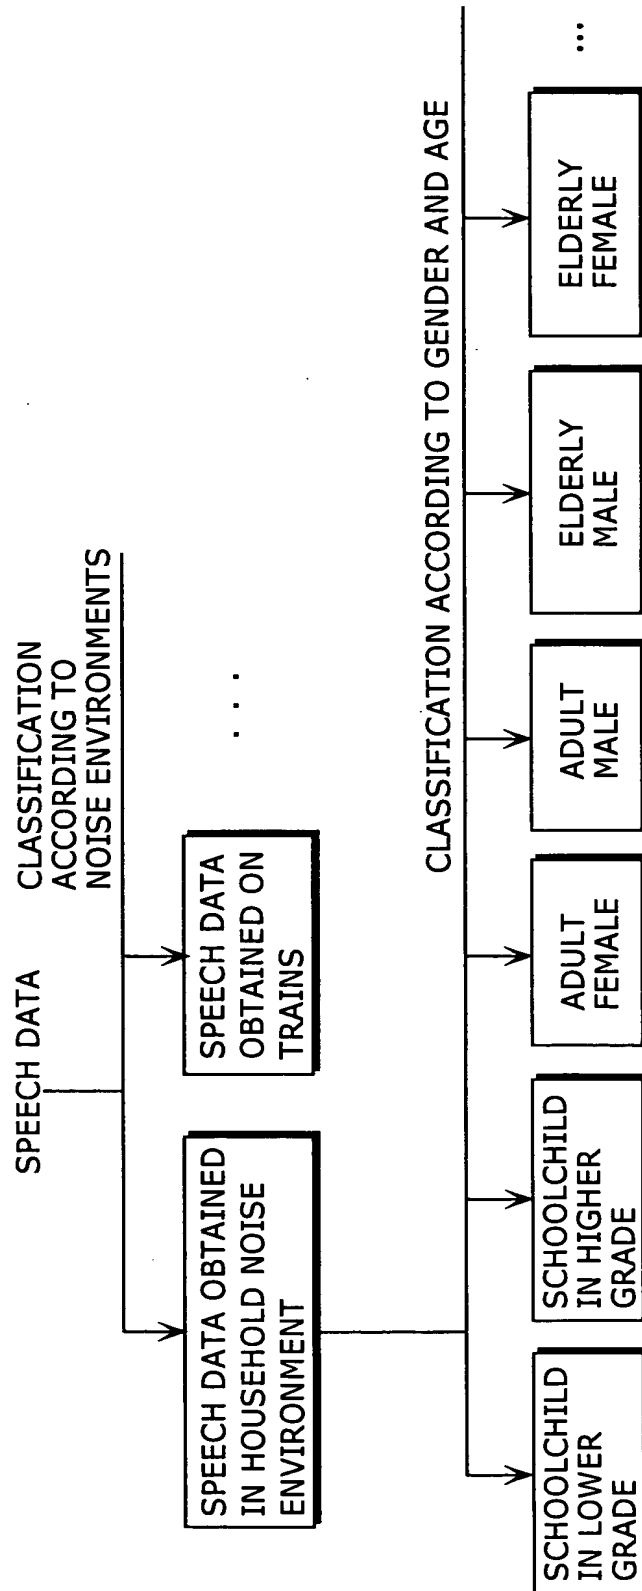 SPEECH DATA
CLASSIFICATION
ACCORDING TO
NOISE ENVIRONMENTS
SPEECH DATA OBTAINED
IN HOUSEHOLD NOISE
ENVIRONMENT
SPEECH DATA
OBTAINED ON
TRAINS
...
CLASSIFICATION ACCORDING TO GENDER AND AGE
SCHOOLCHILD
IN LOWER
GRADE
SCHOOLCHILD
IN HIGHER
GRADE
ADULT
FEMALE
ADULT
MALE
ELDERLY
MALE
ELDERLY
FEMALE
...